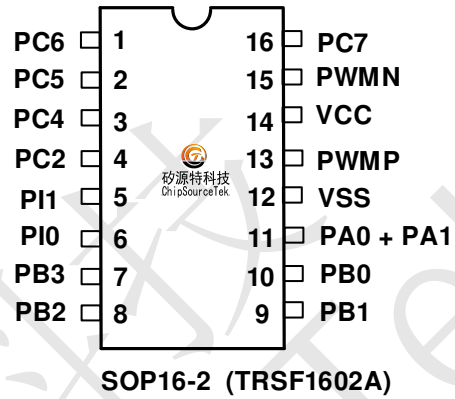 PC6 1 16 PC7
PC5 2 15 PWMN
PC4 3 14 VCC
PC2 4 13 PWMP
矽源特科技
ChipSourceTek
PI1 5 12 VSS
PI0 6 11 PA0 + PA1
PB3 7 10 PB0
PB2 8 9 PB1
SOP16-2 (TRSF1602A)